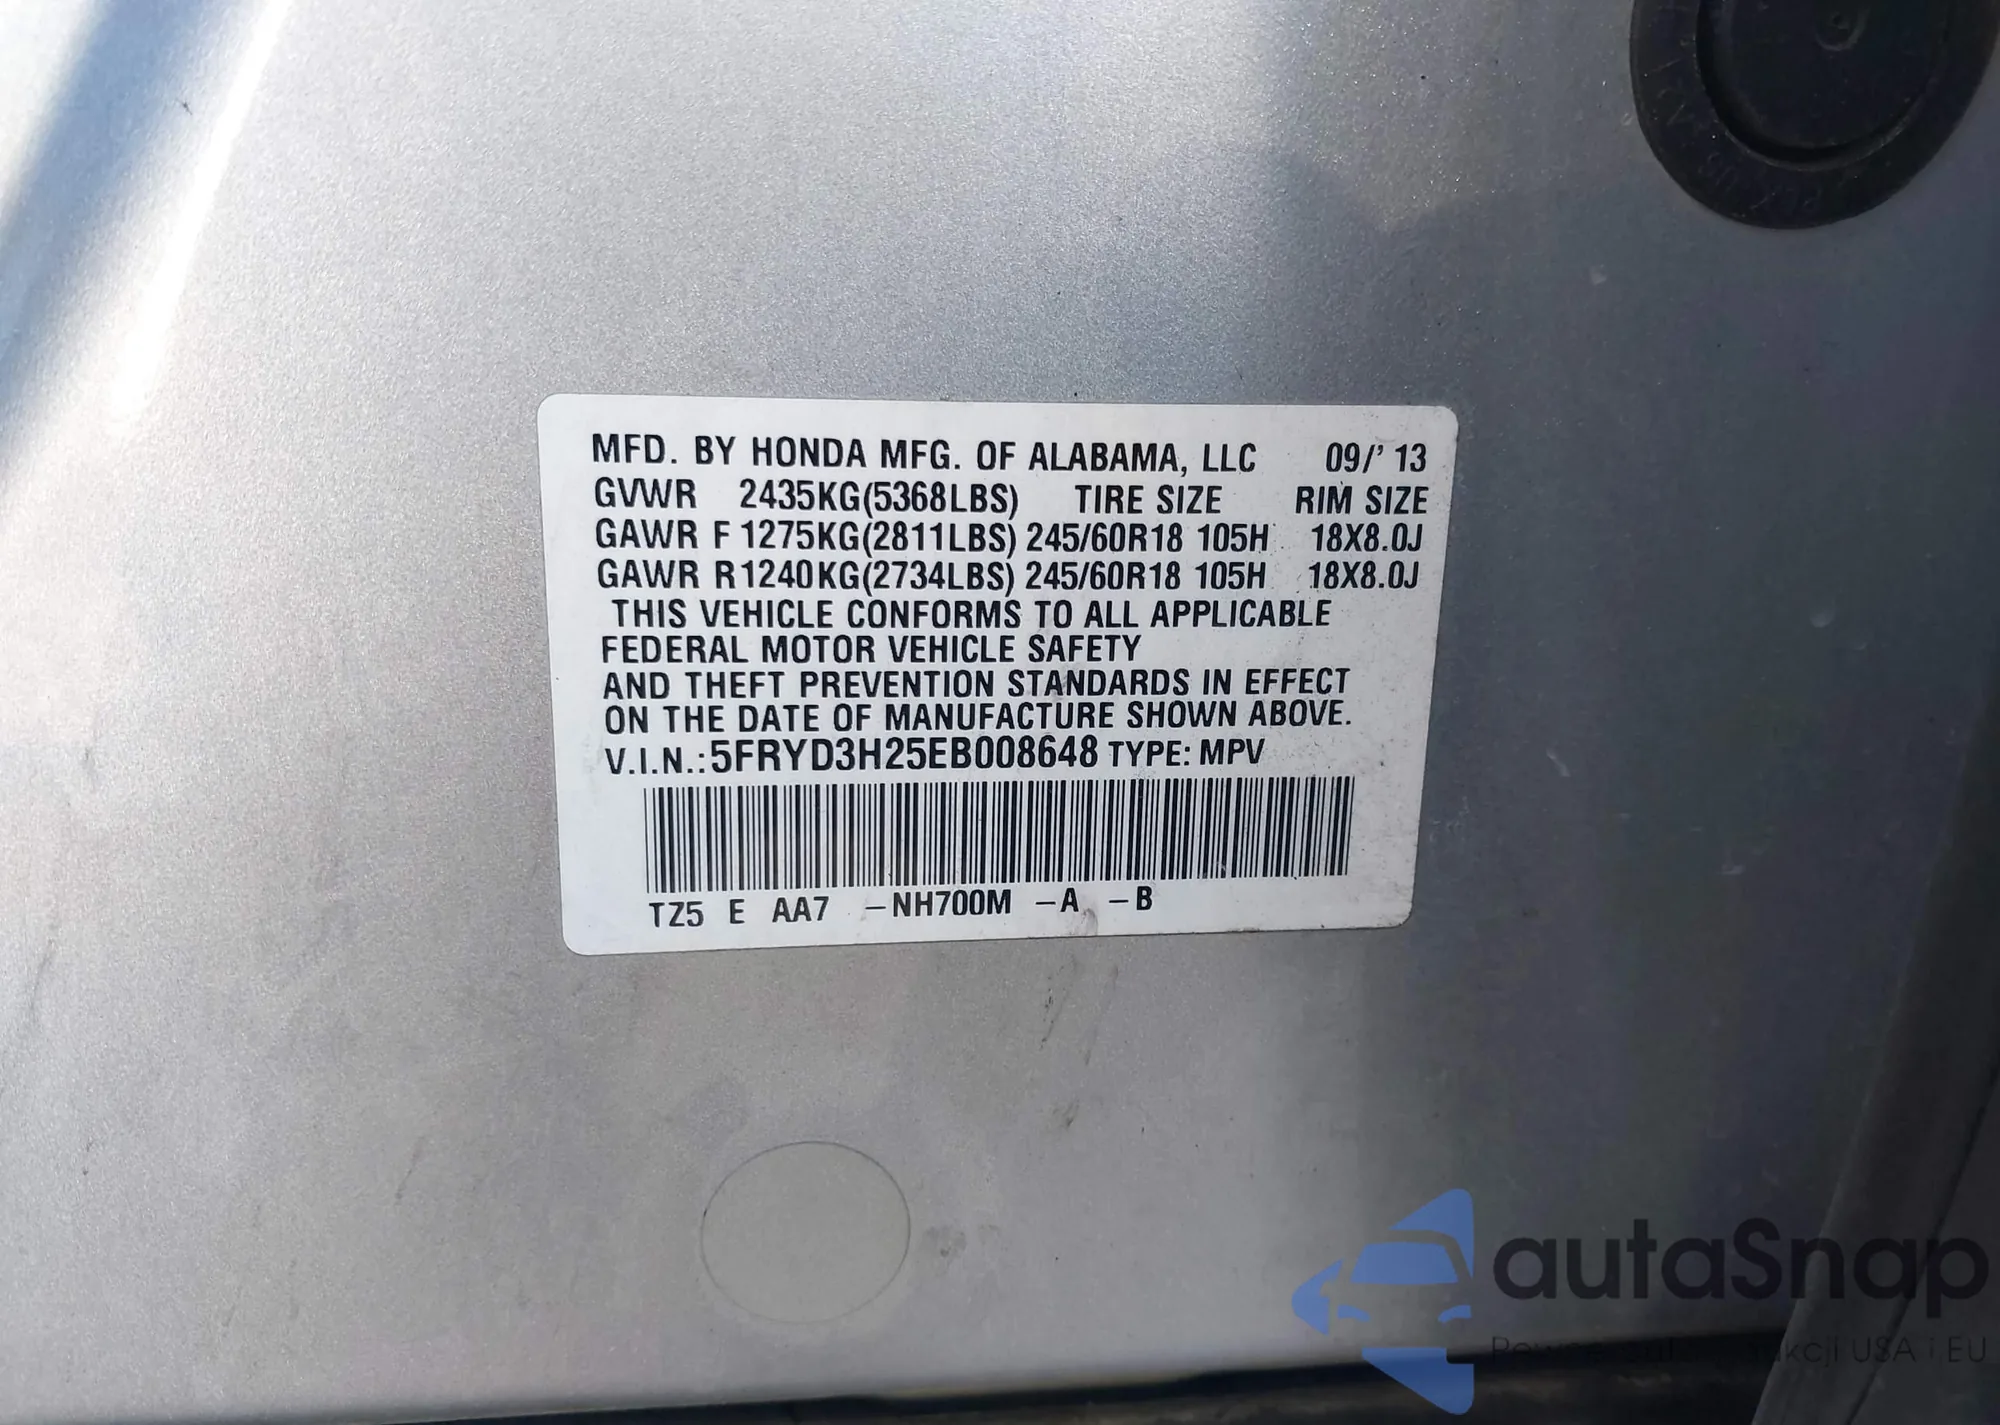 MFD. BY HONDA MFG. OF ALABAMA, LLC 09/' 13
GVWR 2435KG(5368LBS) TIRE SIZE RIM SIZE
GAWR F 1275KG(2811LBS) 245/60R18 105H 18X8.0J
GAWR R1240KG(2734LBS) 245/60R18 105H 18X8.0J
THIS VEHICLE CONFORMS TO ALL APPLICABLE
FEDERAL MOTOR VEHICLE SAFETY
AND THEFT PREVENTION STANDARDS IN EFFECT
ON THE DATE OF MANUFACTURE SHOWN ABOVE.
V.I.N.:5FRYD3H25EB008648 TYPE: MPV
TZ5 E AA7 -NH700M -A -B
autaSnap
USA i EU